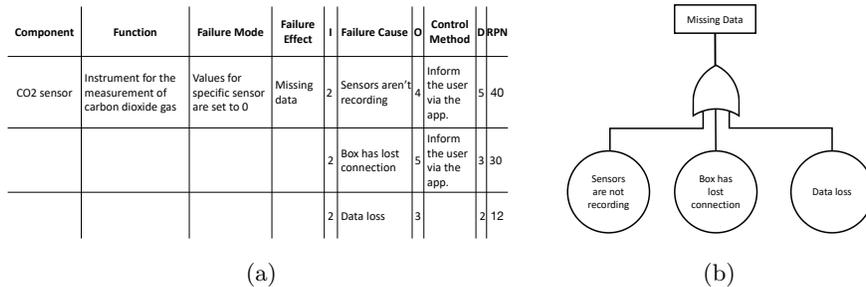 Component Function Failure Mode Failure Effect I Failure Cause O Control Method D RPN
CO2 sensor
Instrument for the
measurement of
carbon dioxide gas
Values for
specific sensor
are set to 0
Missing
data
2
Sensors aren't
recording
4
Inform
the user
via the
app.
5
40
2
Box has lost
connection
5
Inform
the user
via the
app.
3
30
2
Data loss
3
2
12
(a)
Missing Data
Sensors
are not
recording
Box has
lost
connection
Data loss
(b)